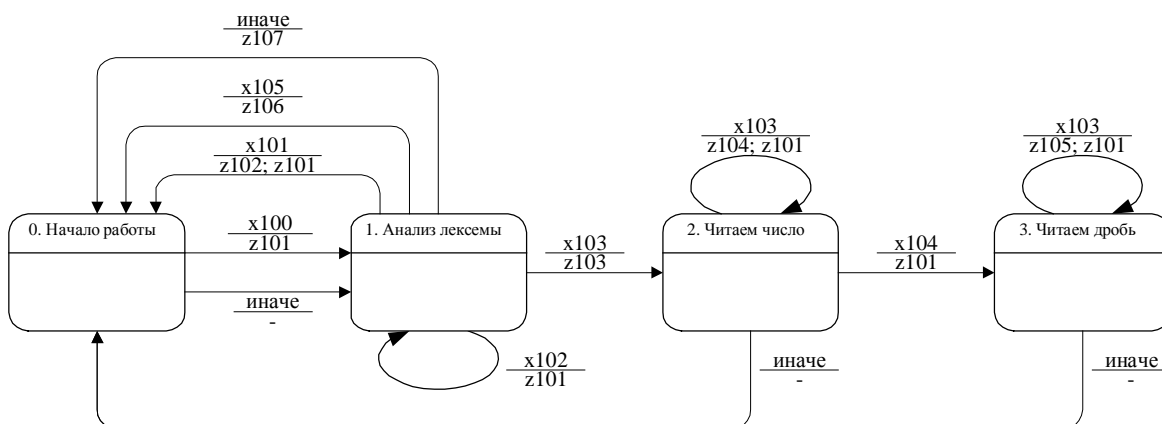 иначе
z107
x105
z106
x101
z102; z101
x103
z104; z101
x103
z105; z101
0. Начало работы
x100
z101
1. Анализ лексемы
x103
z103
2. Читаем число
x104
z101
3. Читаем дробь
иначе
-
x102
z101
иначе
-
иначе
-